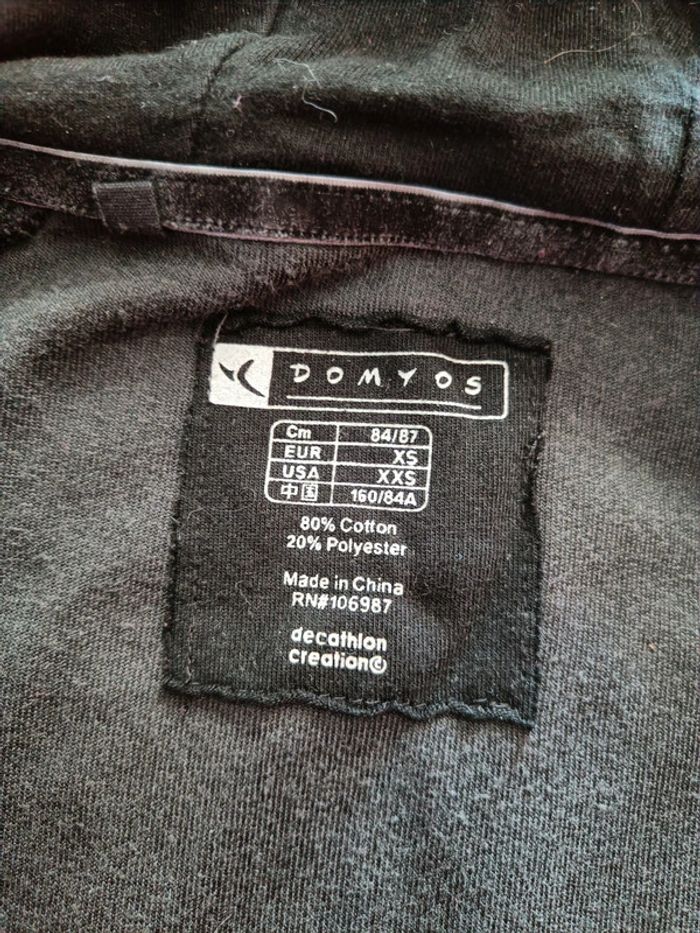 DOMYOS
Cm 84/87
EUR XS
USA XXS
中国 160/84A
80% Cotton
20% Polyester
Made in China
RN#106987
decathlon
creation©